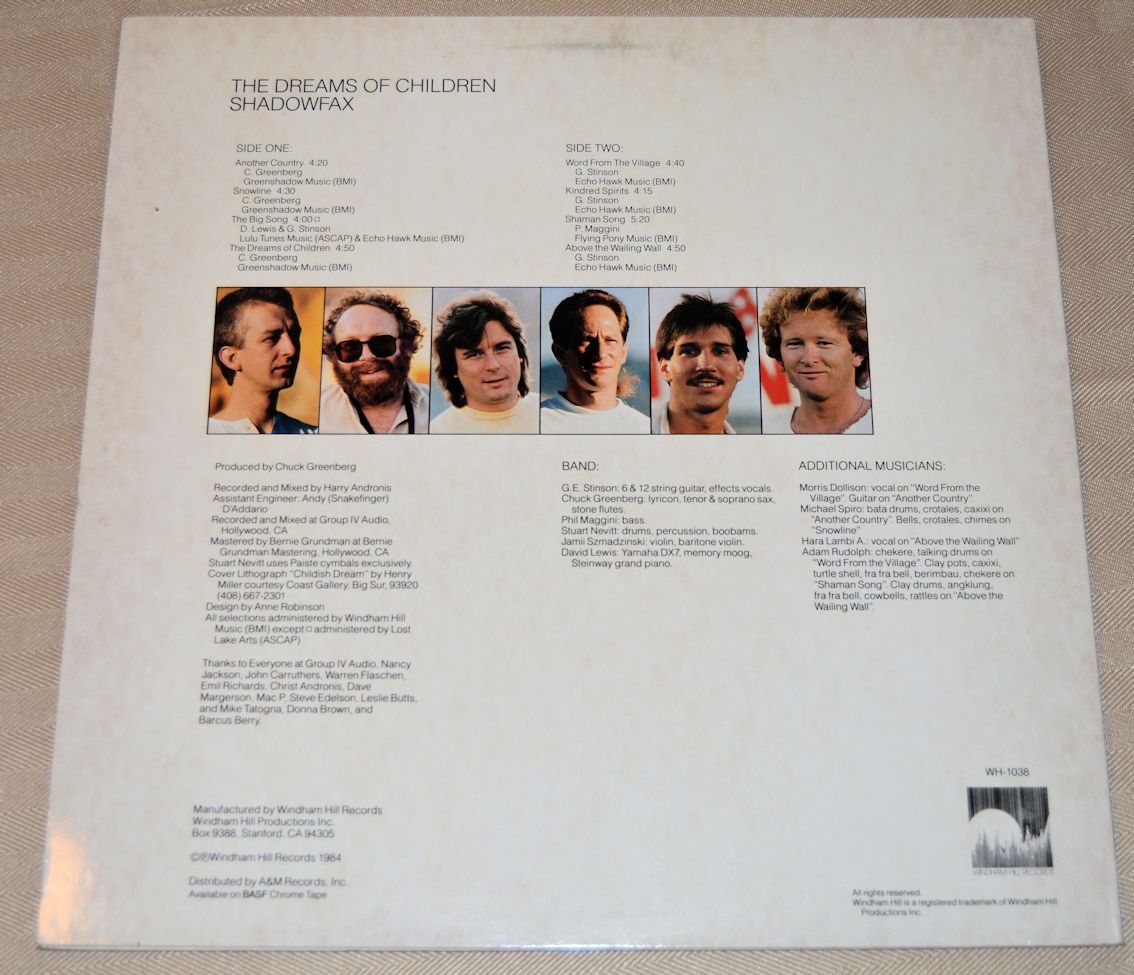 THE DREAMS OF CHILDREN
SHADOWFAX
SIDE ONE:
Another Country 4:20
C. Greenberg
Greenshadow Music (BMI)
Snowline 4:30
C. Greenberg
Greenshadow Music (BMI)
The Big Song 4:00 □
D. Lewis & G. Stinson
Lulu Tunes Music (ASCAP) & Echo Hawk Music (BMI)
The Dreams of Children 4:50
C. Greenberg
Greenshadow Music (BMI)
SIDE TWO:
Word From The Village 4:40
G. Stinson
Echo Hawk Music (BMI)
Kindred Spirits 4:15
G. Stinson
Echo Hawk Music (BMI)
Shaman Song 5:20
P. Maggini
Flying Pony Music (BMI)
Above the Wailing Wall 4:50
G. Stinson
Echo Hawk Music (BMI)
Produced by Chuck Greenberg
Recorded and Mixed by Harry Andronis
Assistant Engineer: Andy (Snakefinger)
D'Addario
Recorded and Mixed at Group IV Audio,
Hollywood, CA
Mastered by Bernie Grundman at Bernie
Grundman Mastering, Hollywood, CA
Stuart Nevitt uses Paiste cymbals exclusively.
Cover Lithograph "Childish Dream" by Henry
Miller courtesy Coast Gallery, Big Sur, 93920
(408) 667-2301
Design by Anne Robinson
All selections administered by Windham Hill
Music (BMI) except □ administered by Lost
Lake Arts (ASCAP)
Thanks to Everyone at Group IV Audio, Nancy
Jackson, John Carruthers, Warren Flaschen,
Emil Richards, Christ Andronis, Dave
Margerson, Mac P, Steve Edelson, Leslie Butts,
and Mike Tatogna, Donna Brown, and
Barcus Berry.
BAND:
G.E. Stinson: 6 & 12 string guitar, effects vocals.
Chuck Greenberg: lyricon, tenor & soprano sax,
stone flutes.
Phil Maggini: bass.
Stuart Nevitt: drums, percussion, boobams.
Jamii Szmadzinski: violin, baritone violin.
David Lewis: Yamaha DX7, memory moog,
Steinway grand piano.
ADDITIONAL MUSICIANS:
Morris Dollison: vocal on "Word From the
Village". Guitar on "Another Country".
Michael Spiro: bata drums, crotales, caxixi on
"Another Country". Bells, crotales, chimes on
"Snowline"
Hara Lambi A.: vocal on "Above the Wailing Wall"
Adam Rudolph: chekere, talking drums on
"Word From the Village". Clay pots, caxixi,
turtle shell, fra fra bell, berimbau, chekere on
"Shaman Song". Clay drums, angklung,
fra fra bell, cowbells, rattles on "Above the
Wailing Wall".
Manufactured by Windham Hill Records
Windham Hill Productions Inc.
Box 9388, Stanford, CA 94305
©℗Windham Hill Records 1984
Distributed by A&M Records, Inc.
Available on BASF Chrome Tape
WH-1038
WINDHAM HILL RECORDS
All rights reserved.
Windham Hill is a registered trademark of Windham Hill
Productions Inc.